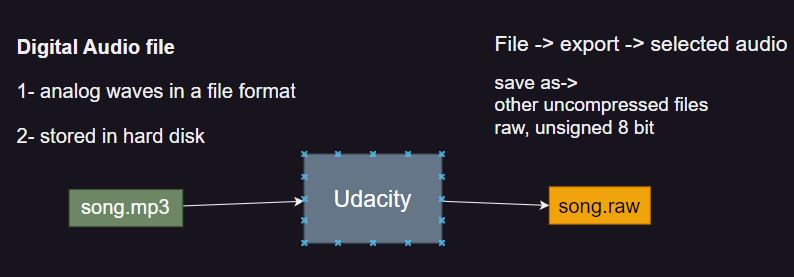 Digital Audio file
1- analog waves in a file format
2- stored in hard disk
File -> export -> selected audio
save as->
other uncompressed files
raw, unsigned 8 bit
song.mp3
Udacity
song.raw